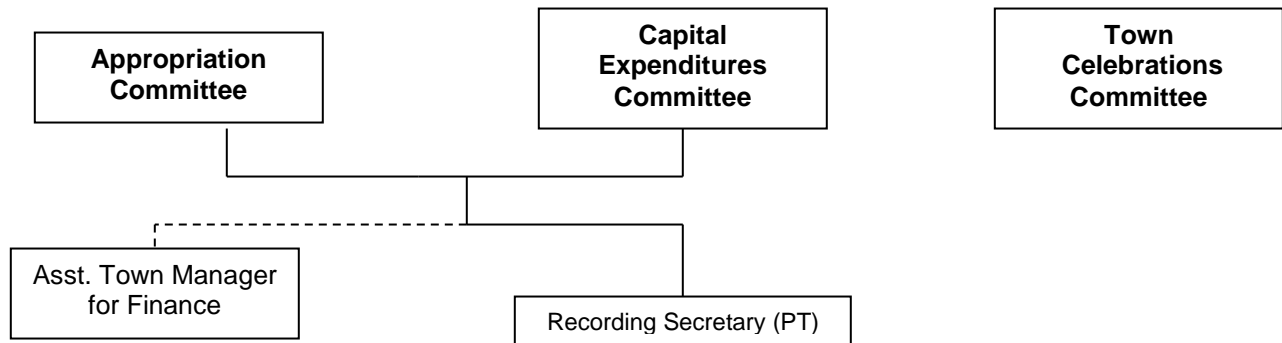 Appropriation
Committee
Capital
Expenditures
Committee
Town
Celebrations
Committee
Asst. Town Manager
for Finance
Recording Secretary (PT)